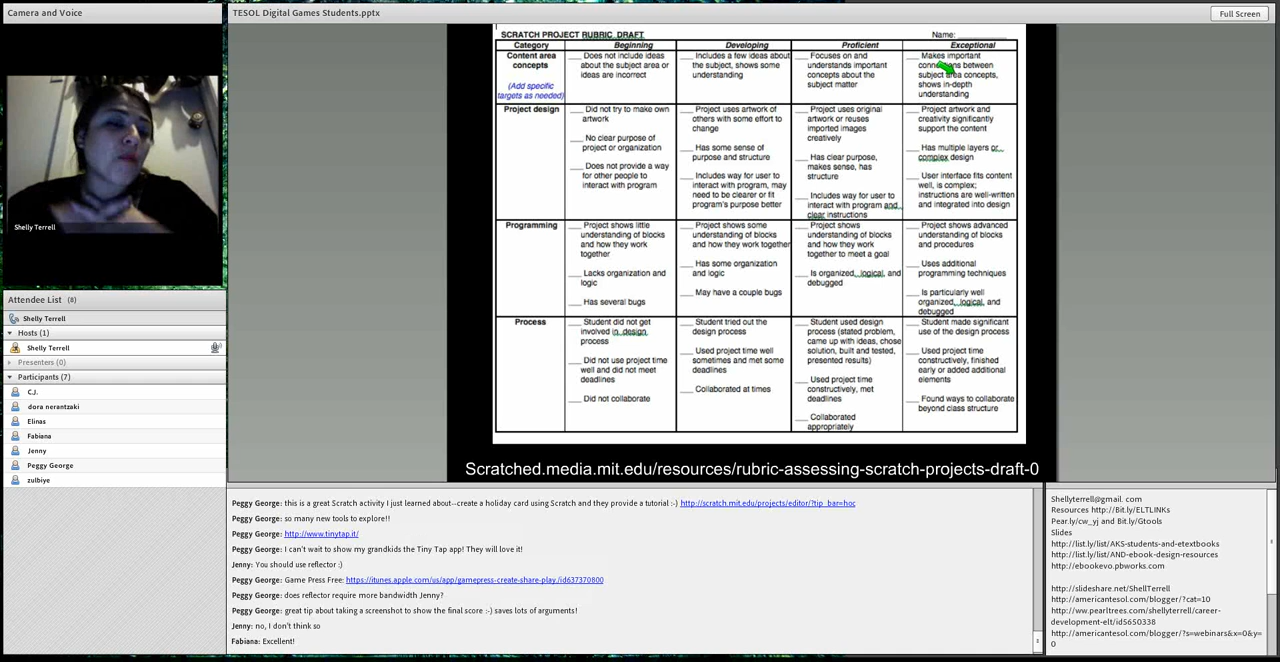 Camera and Voice
TESOL Digital Games Students.pptx
Full Screen
Shelly Terrell
Attendee List (8)
Shelly Terrell
Hosts (1)
Shelly Terrell
Presenters (0)
Participants (7)
C.J.
dora nerantzaki
Elinas
Fabiana
Jenny
Peggy George
zulbiye
SCRATCH PROJECT RUBRIC DRAFT
Name:
Category
Beginning
Developing
Proficient
Exceptional
Content area
concepts
(Add specific
targets as needed)
Does not include ideas
about the subject area or
ideas are incorrect
Includes a few ideas about
the subject, shows some
understanding
Focuses on and
understands important
concepts about the
subject matter
Makes important
connections between
subject area concepts,
shows in-depth
understanding
Project design
Did not try to make own
artwork
No clear purpose of
project or organization
Does not provide a way
for other people to
interact with program
Project uses artwork of
others with some effort to
change
Has some sense of
purpose and structure
Includes way for user to
interact with program, may
need to be clearer or fit
program's purpose better
Project uses original
artwork or reuses
imported images
creatively
Has clear purpose,
makes sense, has
structure
Includes way for user to
interact with program and
clear instructions
Project artwork and
creativity significantly
support the content
Has multiple layers or
complex design
User interface fits content
well, is complex;
instructions are well-written
and integrated into design
Programming
Project shows little
understanding of blocks
and how they work
together
Lacks organization and
logic
Has several bugs
Project shows some
understanding of blocks
and how they work together
Has some organization
and logic
May have a couple bugs
Project shows
understanding of blocks
and how they work
together to meet a goal
Is organized, logical, and
debugged
Project shows advanced
understanding of blocks
and procedures
Uses additional
programming techniques
Is particularly well
organized, logical, and
debugged
Process
Student did not get
involved in design
process
Did not use project time
well and did not meet
deadlines
Did not collaborate
Student tried out the
design process
Used project time well
sometimes and met some
deadlines
Collaborated at times
Student used design
process (stated problem,
came up with ideas, chose
solution, built and tested,
presented results)
Used project time
constructively, met
deadlines
Collaborated
appropriately
Student made significant
use of the design process
Used project time
constructively, finished
early or added additional
elements
Found ways to collaborate
beyond class structure
Scratched.media.mit.edu/resources/rubric-assessing-scratch-projects-draft-0
Peggy George: this is a great Scratch activity I just learned about--create a holiday card using Scratch and they provide a tutorial :-) http://scratch.mit.edu/projects/editor/?tip_bar=hoc
Peggy George: so many new tools to explore!!
Peggy George: http://www.tinytap.it/
Peggy George: I can't wait to show my grandkids the Tiny Tap app! They will love it!
Jenny: You should use reflector :)
Peggy George: Game Press Free: https://itunes.apple.com/us/app/gamepress-create-share-play./id637370800
Peggy George: does reflector require more bandwidth Jenny?
Peggy George: great tip about taking a screenshot to show the final score :-) saves lots of arguments!
Jenny: no, I don't think so
Fabiana: Excellent!
Shellyterrell@gmail. com
Resources http://Bit.ly/ELTLINKs
Pear.ly/cw_yj and Bit.ly/Gtools
Slides
http://list.ly/list/AKS-students-and-etextbooks
http://list.ly/list/AND-ebook-design-resources
http://ebookevo.pbworks.com
http://slideshare.net/ShellTerrell
http://americantesol.com/blogger/?cat=10
http://ww.pearltrees.com/shellyterrell/career-
development-elt/id5650338
http://americantesol.com/blogger/?s=webinars&x=0&y=
0